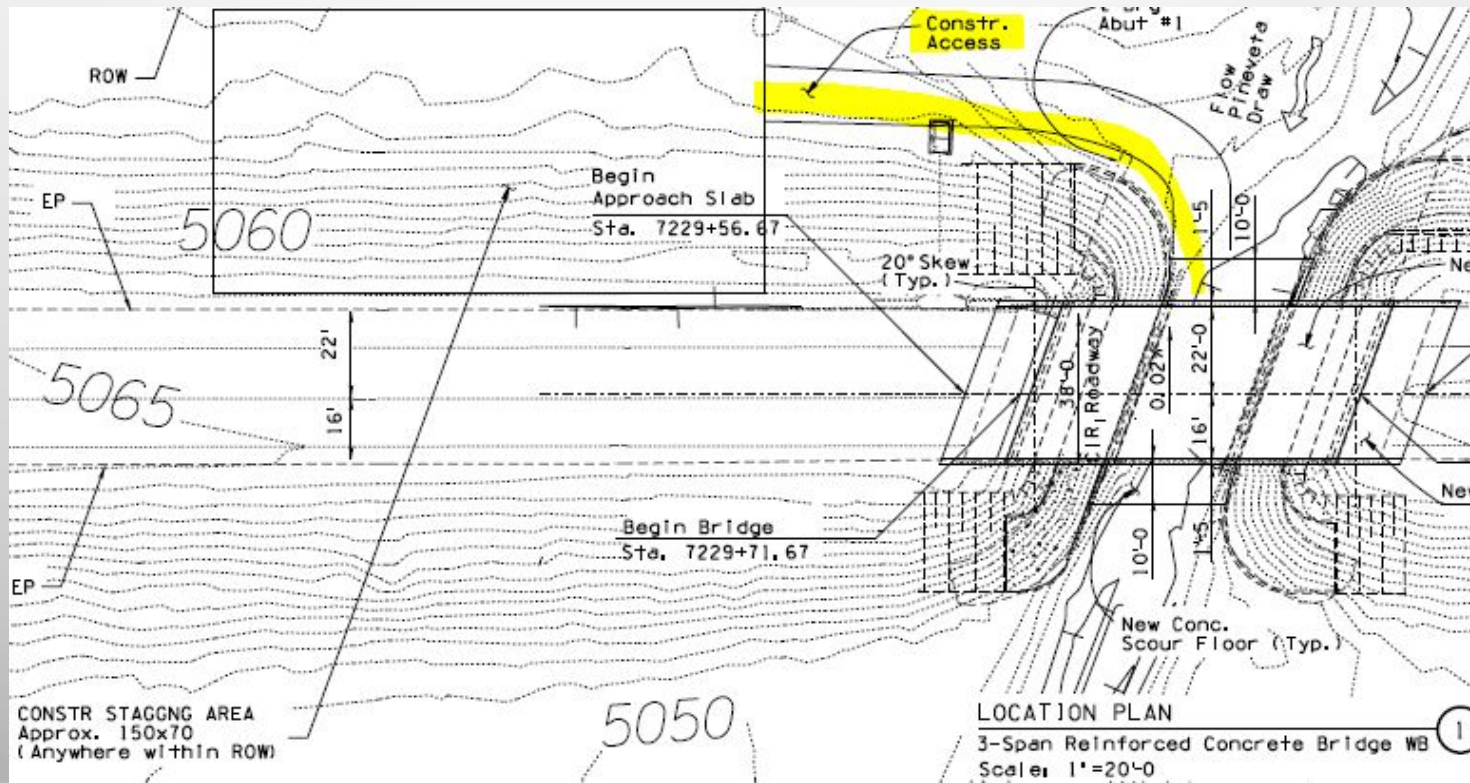 Constr.
Access
Abut #1
ROW
Flow
Pineveta
Draw
EP
Begin
Approach Slab
Sta. 7229+56.67
5060
1'-5
10'-0
20° Skew
(Typ.)
Ne
22'
16'
5065
38'-0
CIR. Roadway
22'-0
16'
Begin Bridge
Sta. 7229+71.67
New
EP
10'-0
1'-5
New Conc.
Scour Floor (Typ.)
CONSTR STAGGNG AREA
Approx. 150x70
(Anywhere within ROW)
5050
LOCATION PLAN
1
3-Span Reinforced Concrete Bridge WB
Scale: 1"=20'-0